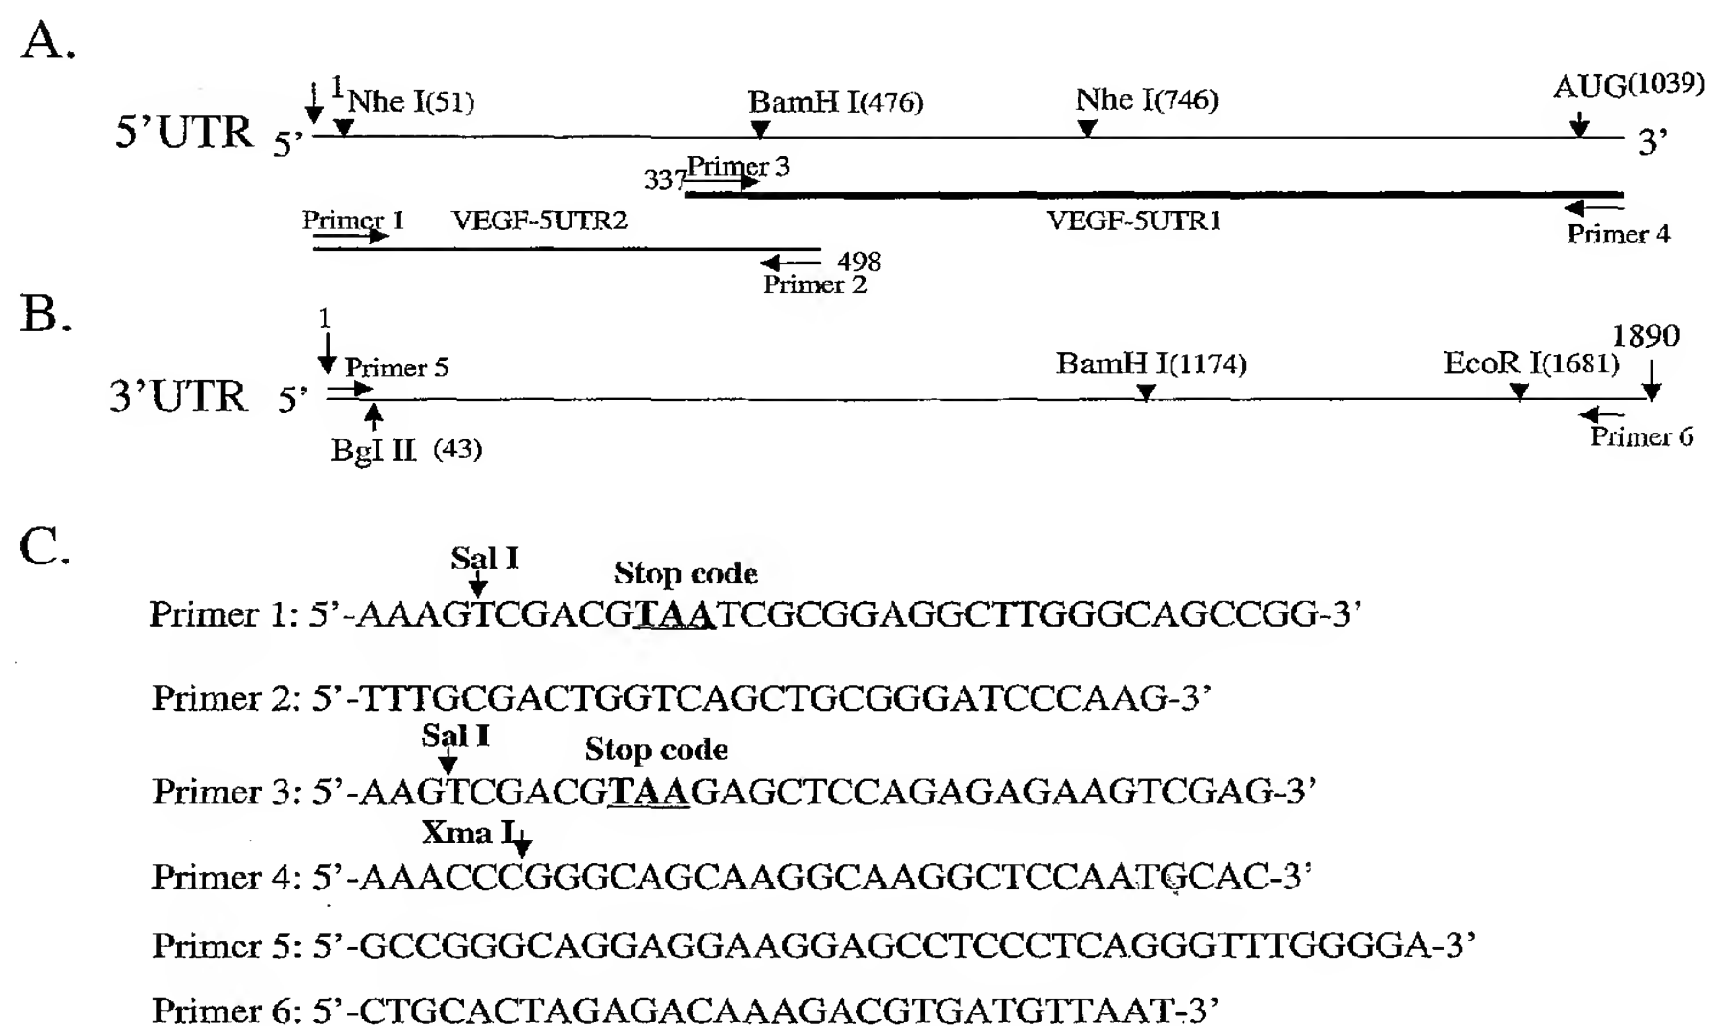 A.
1
Nhe I(51)
BamH I(476)
Nhe I(746)
AUG(1039)
5’UTR 5’ 3’
337 Primer 3
Primer 1 VEGF-5UTR2 VEGF-5UTR1
Primer 4
498
Primer 2
B.
1
1890
Primer 5
BamH I(1174)
EcoR I(1681)
3’UTR 5’
BgI II (43)
Primer 6
C.
Sal I
Stop code
Primer 1: 5’-AAAGTCGACGTAATCGCGGAGGCTTGGGCAGCCGG-3’
Primer 2: 5’-TTTGCGACTGGTCAGCTGCGGGATCCCAAG-3’
Sal I
Stop code
Primer 3: 5’-AAGTCGACGTAAGAGCTCCAGAGAGAAGTCGAG-3’
Xma I
Primer 4: 5’-AAACCCGGGCAGCAAGGCAAGGCTCCAATGCAC-3’
Primer 5: 5’-GCCGGGCAGGAGGAAGGAGCCTCCCTCAGGGTTTGGGGA-3’
Primer 6: 5’-CTGCACTAGAGACAAAGACGTGATGTTAAT-3’